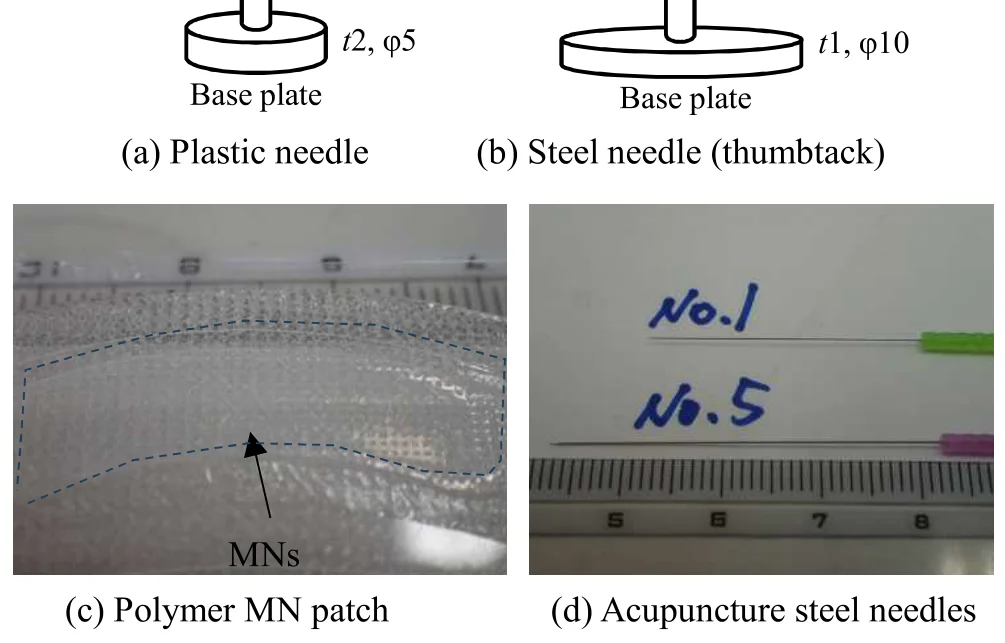 t2, φ5
t1, φ10
Base plate
Base plate
(a) Plastic needle
(b) Steel needle (thumbtack)
No.1
No.5
5 6 7 8
MNs
(c) Polymer MN patch
(d) Acupuncture steel needles